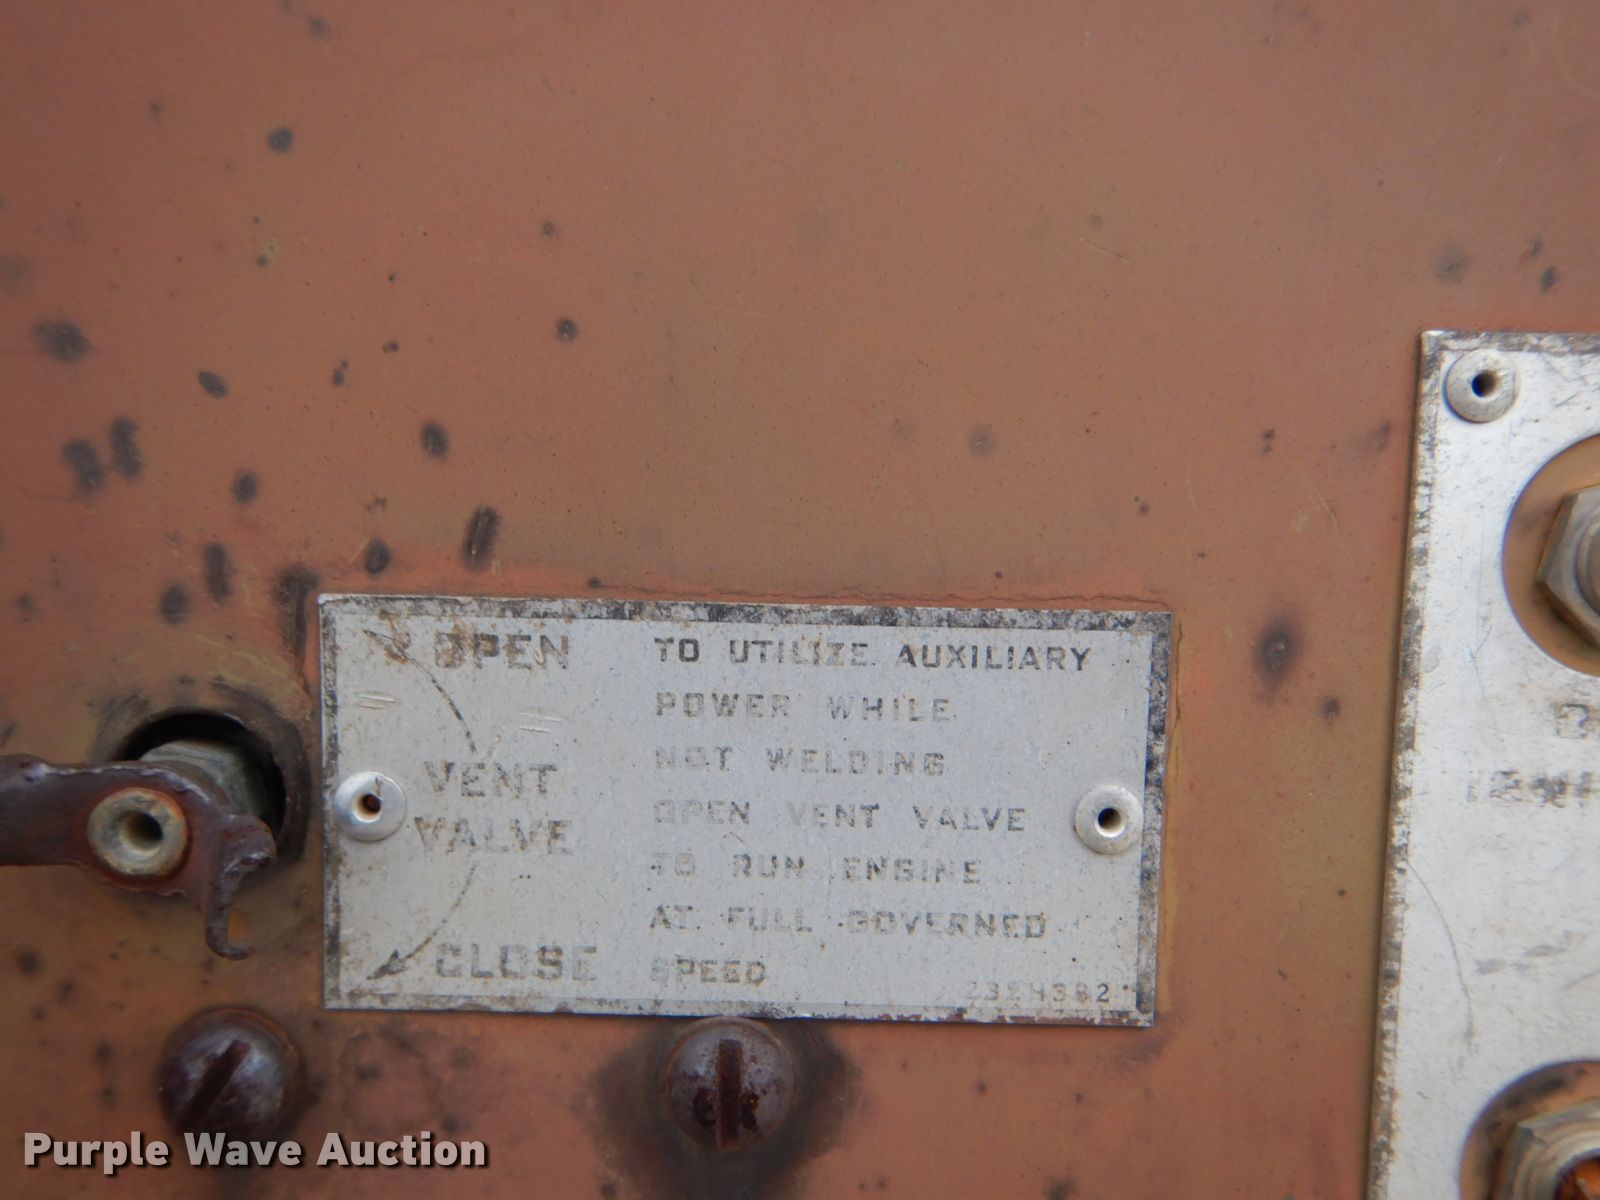 OPEN
VENT
VALVE
CLOSE
TO UTILIZE AUXILIARY
POWER WHILE
NOT WELDING
OPEN VENT VALVE
TO RUN ENGINE
AT FULL GOVERNED
SPEED
Purple Wave Auction